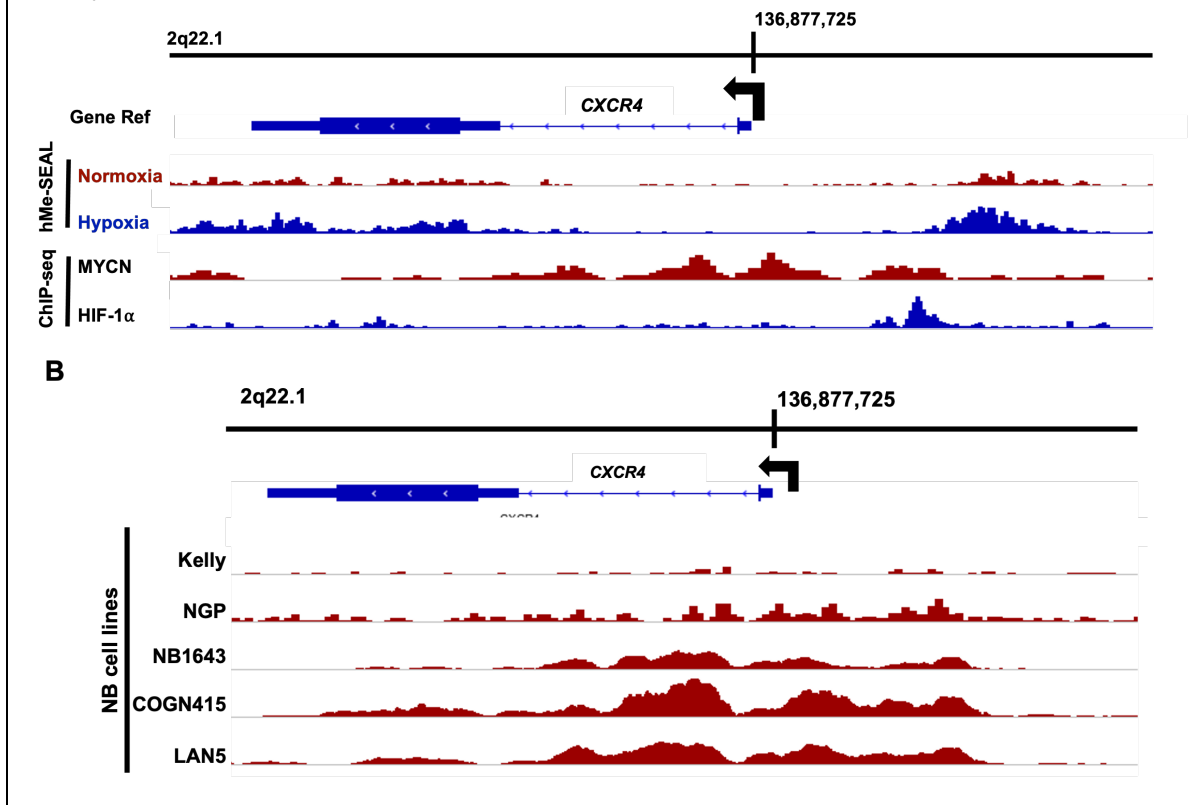 136,877,725
2q22.1
CXCR4
Gene Ref
hMe-SEAL
Normoxia
Hypoxia
ChIP-seq
MYCN
HIF-1α
B
2q22.1
136,877,725
CXCR4
NB cell lines
Kelly
NGP
NB1643
COGN415
LAN5